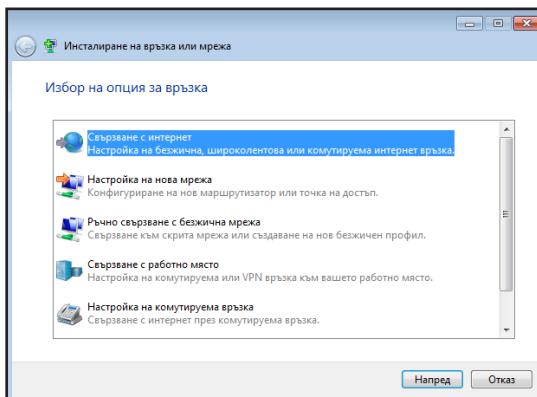 Инсталиране на връзка или мрежа
Избор на опция за връзка
Свързване с интернет
Настройка на безжична, широколентова или комутируема интернет връзка.
Настройка на нова мрежа
Конфигуриране на нов маршрутизатор или точка на достъп.
Ръчно свързване с безжична мрежа
Свързване към скрита мрежа или създаване на нов безжичен профил.
Свързване с работно място
Настройка на комутируема или VPN връзка към вашето работно място.
Настройка на комутируема връзка
Свързване с интернет през комутируема връзка.
Напред
Отказ